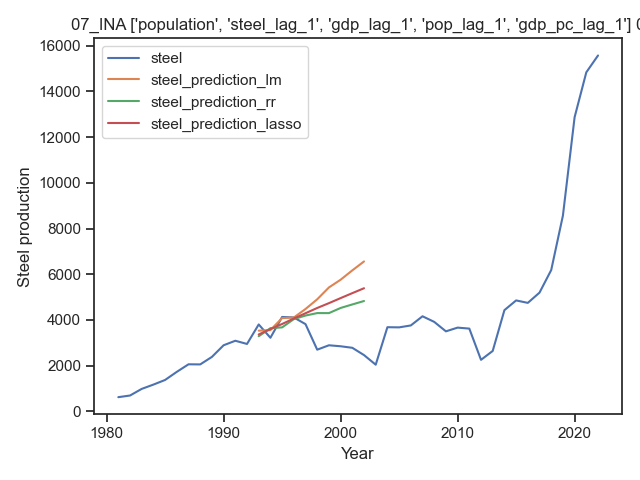 07_INA ['population', 'steel_lag_1', 'gdp_lag_1', 'pop_lag_1', 'gdp_pc_lag_1'] 0
steel
steel_prediction_lm
steel_prediction_rr
steel_prediction_lasso
Steel production
16000
14000
12000
10000
8000
6000
4000
2000
0
1980
1990
2000
2010
2020
Year